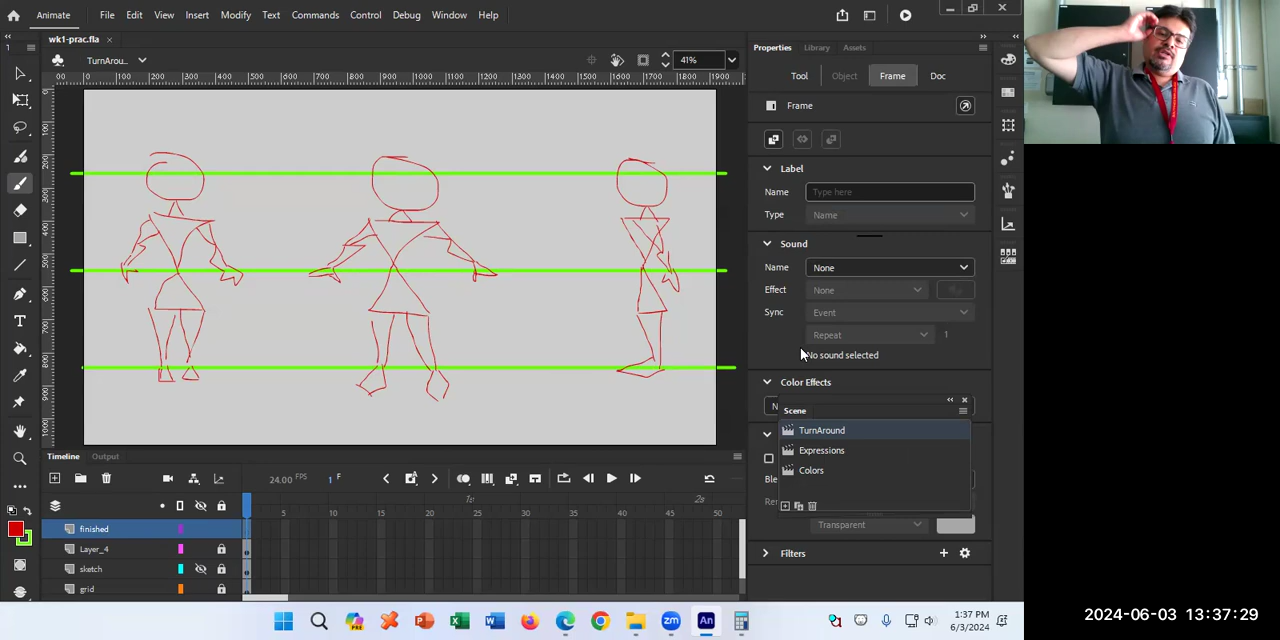 Animate File Edit View Insert Modify Text Commands Control Debug Window Help
wk1-prac.fla
TurnArou... 41%
Properties Library Assets
Tool Object Frame Doc
Frame
Label
Name Type here
Type Name
Sound
Name None
Effect None
Sync Event
Repeat 1
No sound selected
Color Effects
Scene
TurnAround
Expressions
Colors
Transparent
Filters
Timeline Output
24.00 FPS 1 F
1s 2s
5 10 15 20 25 30 35 40 45 50
finished
Layer_4
sketch
grid
1:37 PM
6/3/2024
2024-06-03 13:37:29